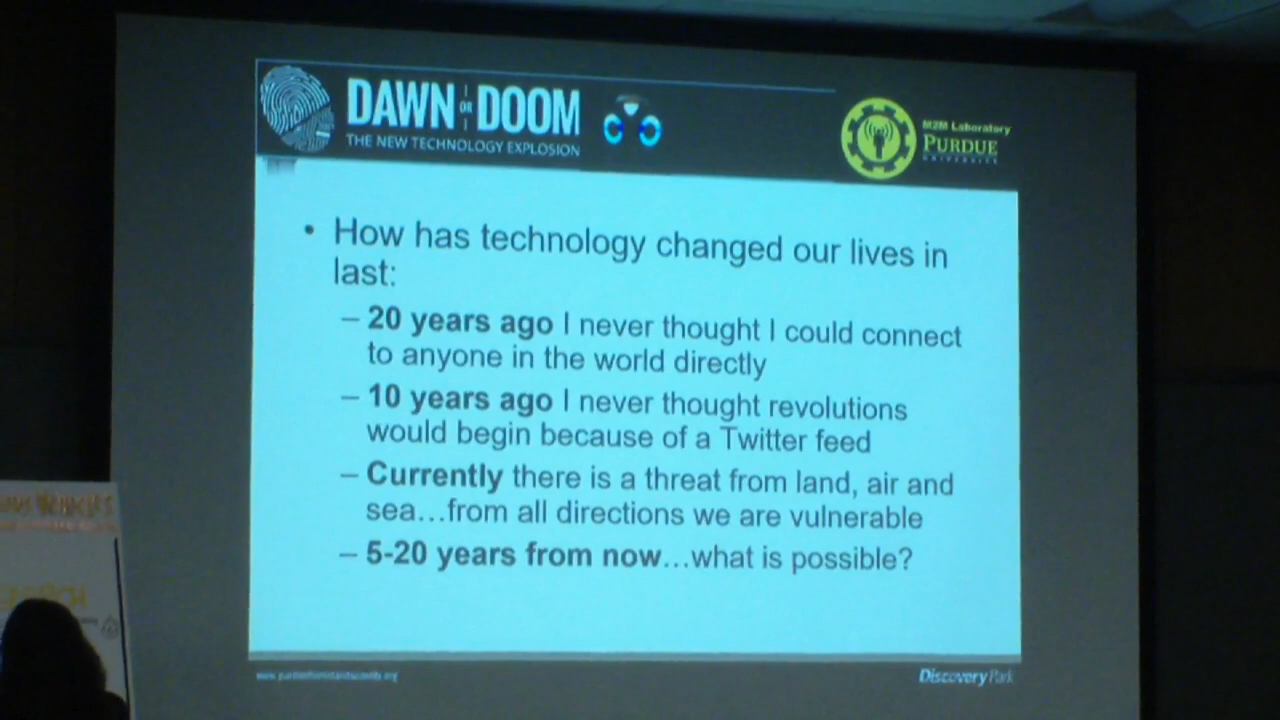 DAWN OR DOOM
THE NEW TECHNOLOGY EXPLOSION
M2M Laboratory
PURDUE
UNIVERSITY
• How has technology changed our lives in
last:
– 20 years ago I never thought I could connect
to anyone in the world directly
– 10 years ago I never thought revolutions
would begin because of a Twitter feed
– Currently there is a threat from land, air and
sea...from all directions we are vulnerable
– 5-20 years from now...what is possible?
Discovery Park